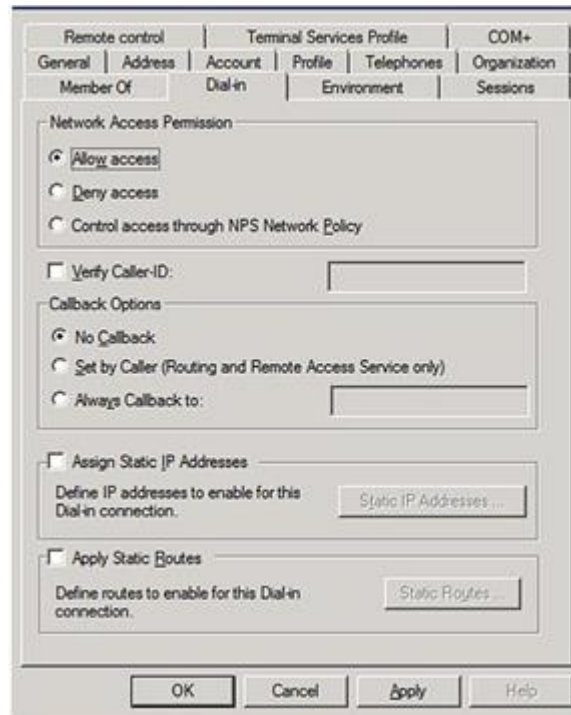 Remote control Terminal Services Profile COM+
General Address Account Profile Telephones Organization
Member Of Dial-in Environment Sessions
Network Access Permission
Allow access
Deny access
Control access through NPS Network Policy
Verify Caller-ID:
Callback Options
No Callback
Set by Caller (Routing and Remote Access Service only)
Always Callback to:
Assign Static IP Addresses
Define IP addresses to enable for this
Dial-in connection.
Static IP Addresses ...
Apply Static Routes
Define routes to enable for this Dial-in
connection.
Static Routes ...
OK Cancel Apply Help